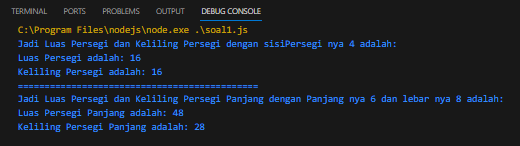 TERMINAL PORTS PROBLEMS OUTPUT DEBUG CONSOLE
C:\Program Files\nodejs\node.exe .\soal1.js
Jadi Luas Persegi dan Keliling Persegi dengan sisiPersegi nya 4 adalah:
Luas Persegi adalah: 16
Keliling Persegi adalah: 16
=============================================
Jadi Luas Persegi dan Keliling Persegi Panjang dengan Panjang nya 6 dan lebar nya 8 adalah:
Luas Persegi Panjang adalah: 48
Keliling Persegi Panjang adalah: 28